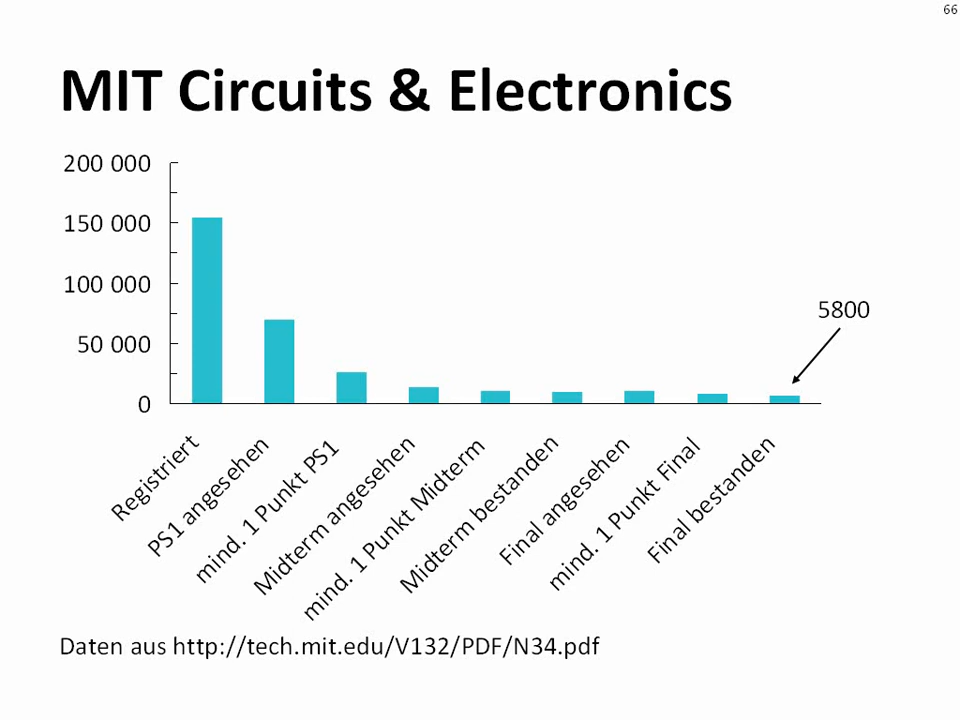 66
MIT Circuits & Electronics
200 000
150 000
100 000
50 000
0
5800
Registriert
PS1 angesehen
mind. 1 Punkt PS1
Midterm angesehen
mind. 1 Punkt Midterm
Midterm bestanden
Final angesehen
mind. 1 Punkt Final
Final bestanden
Daten aus http://tech.mit.edu/V132/PDF/N34.pdf